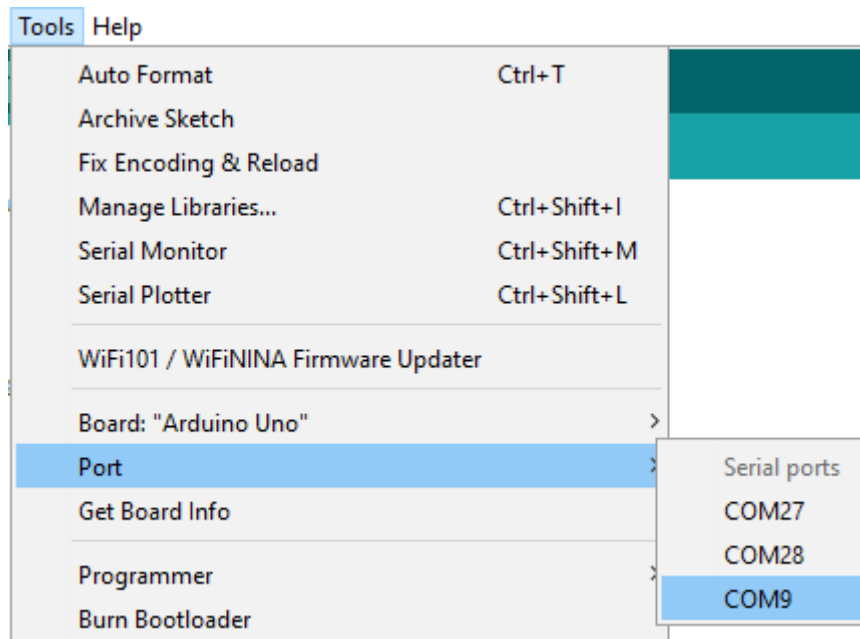 Tools Help
Auto Format Ctrl+T
Archive Sketch
Fix Encoding & Reload
Manage Libraries... Ctrl+Shift+I
Serial Monitor Ctrl+Shift+M
Serial Plotter Ctrl+Shift+L
WiFi101 / WiFiNINA Firmware Updater
Board: "Arduino Uno"
Port
Get Board Info
Programmer
Burn Bootloader
Serial ports
COM27
COM28
COM9